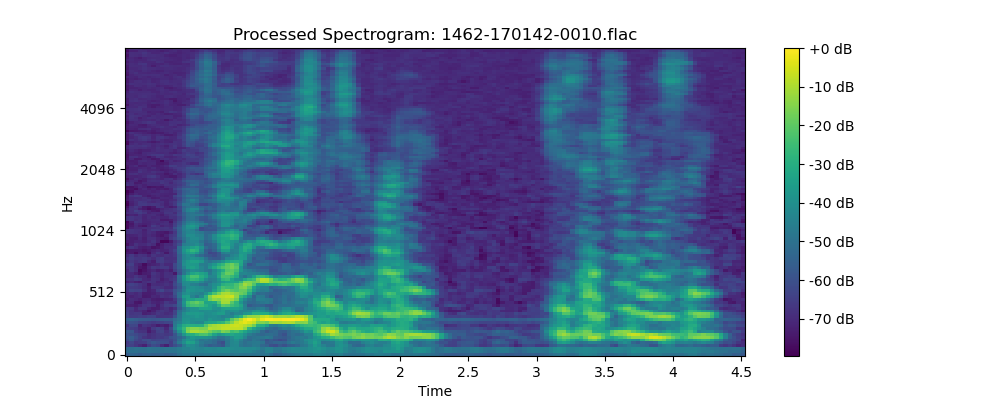 Processed Spectrogram: 1462-170142-0010.flac
Hz
4096
2048
1024
512
0
0 0.5 1 1.5 2 2.5 3 3.5 4 4.5
Time
+0 dB
-10 dB
-20 dB
-30 dB
-40 dB
-50 dB
-60 dB
-70 dB